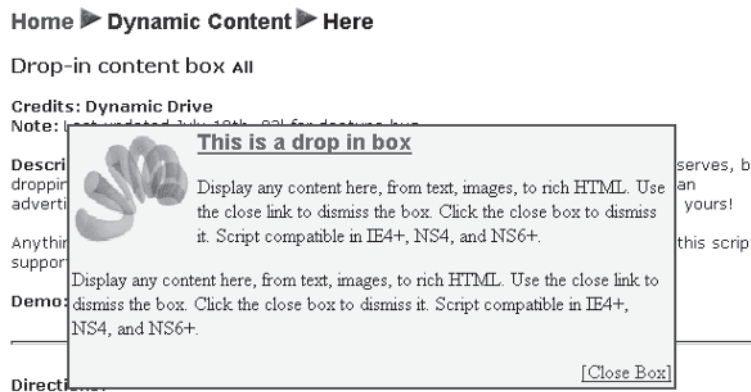 Home Dynamic Content Here
Drop-in content box All
Credits: Dynamic Drive
Note:
This is a drop in box
Display any content here, from text, images, to rich HTML. Use
the close link to dismiss the box. Click the close box to dismiss
it. Script compatible in IE4+, NS4, and NS6+.
Display any content here, from text, images, to rich HTML. Use the close link to
dismiss the box. Click the close box to dismiss it. Script compatible in IE4+,
NS4, and NS6+.
[Close Box]
Descri serves, b
droppin an
adverti yours!
Anythin this scrip
suppor
Demo:
Directi